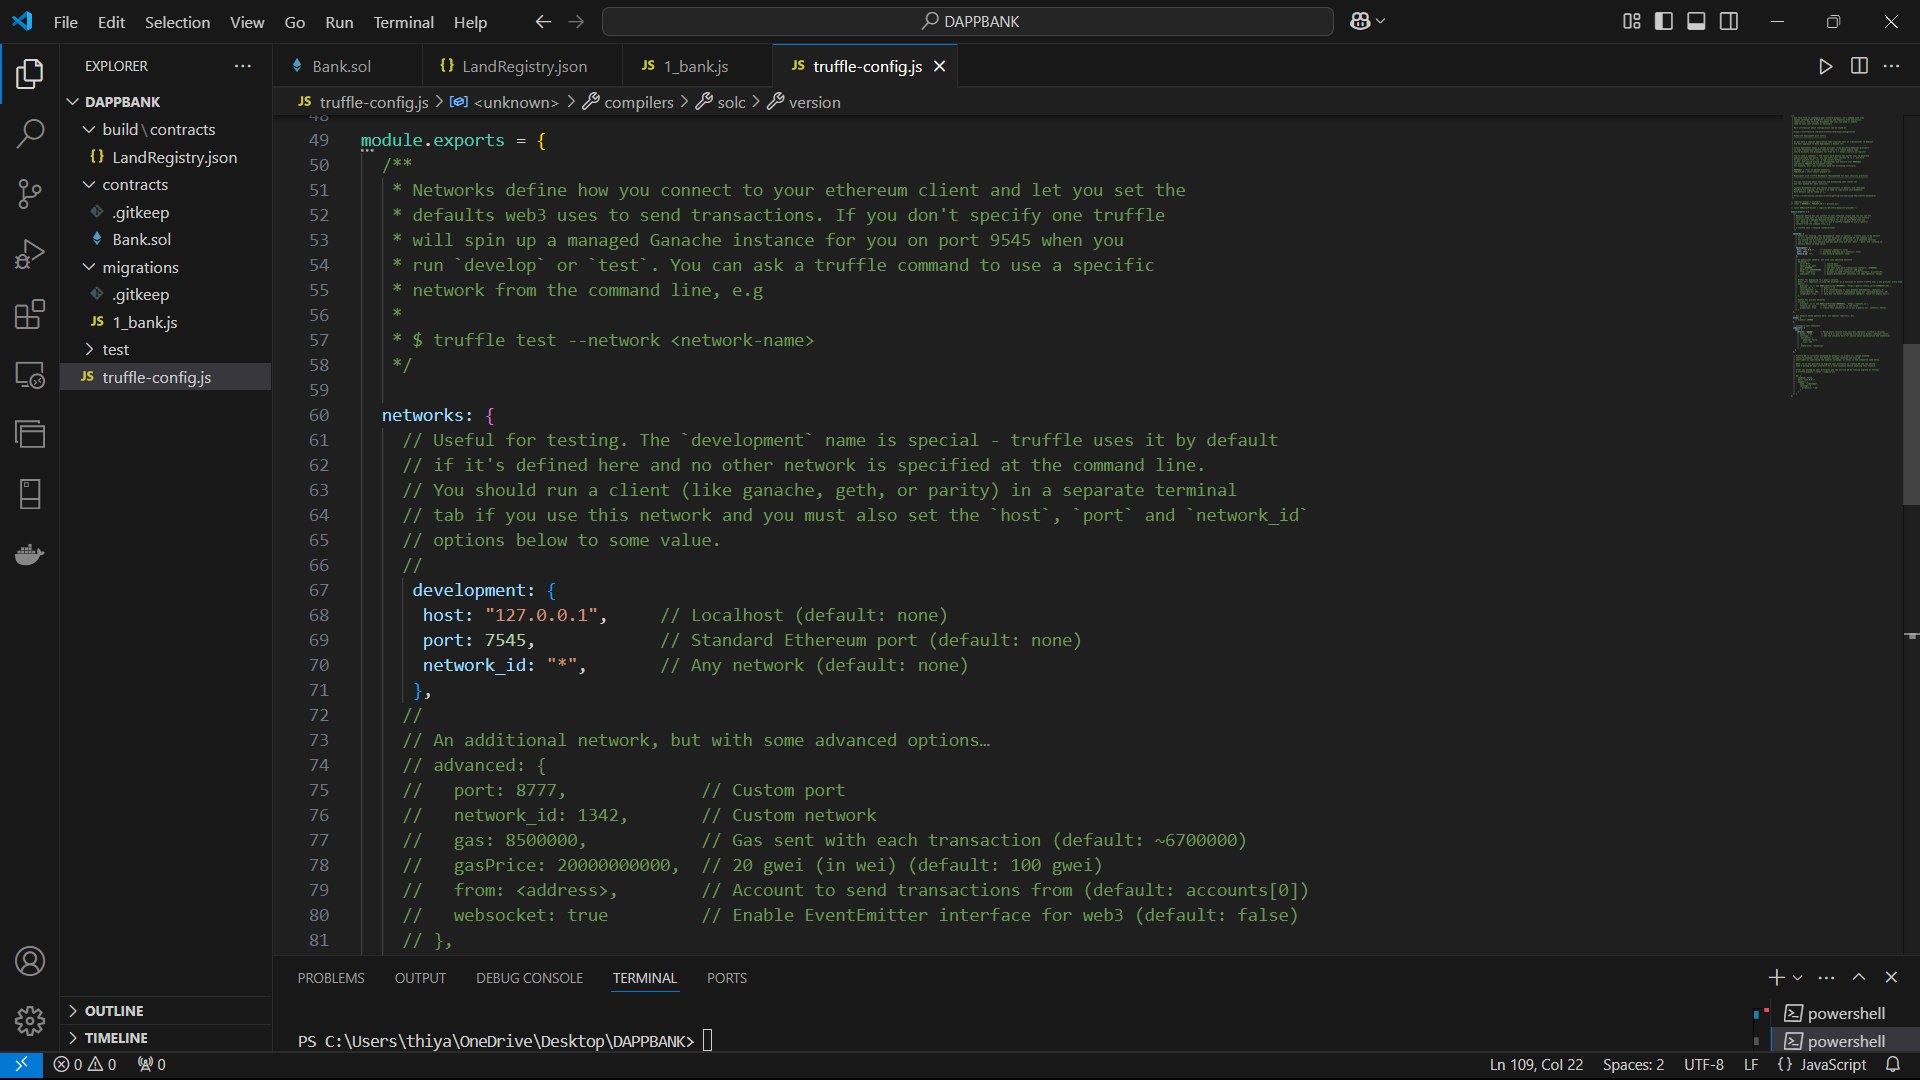 File Edit Selection View Go Run Terminal Help
DAPPBANK
EXPLORER
DAPPBANK
build\contracts
{} LandRegistry.json
contracts
.gitkeep
Bank.sol
migrations
.gitkeep
JS 1_bank.js
test
JS truffle-config.js
OUTLINE
TIMELINE
Bank.sol {} LandRegistry.json JS 1_bank.js JS truffle-config.js
JS truffle-config.js > <unknown> > compilers > solc > version
48
49 module.exports = {
50 /**
51 * Networks define how you connect to your ethereum client and let you set the
52 * defaults web3 uses to send transactions. If you don't specify one truffle
53 * will spin up a managed Ganache instance for you on port 9545 when you
54 * run `develop` or `test`. You can ask a truffle command to use a specific
55 * network from the command line, e.g
56 *
57 * $ truffle test --network <network-name>
58 */
59
60 networks: {
61 // Useful for testing. The `development` name is special - truffle uses it by default
62 // if it's defined here and no other network is specified at the command line.
63 // You should run a client (like ganache, geth, or parity) in a separate terminal
64 // tab if you use this network and you must also set the `host`, `port` and `network_id`
65 // options below to some value.
66 //
67 development: {
68 host: "127.0.0.1", // Localhost (default: none)
69 port: 7545, // Standard Ethereum port (default: none)
70 network_id: "*", // Any network (default: none)
71 },
72 //
73 // An additional network, but with some advanced options…
74 // advanced: {
75 // port: 8777, // Custom port
76 // network_id: 1342, // Custom network
77 // gas: 8500000, // Gas sent with each transaction (default: ~6700000)
78 // gasPrice: 20000000000, // 20 gwei (in wei) (default: 100 gwei)
79 // from: <address>, // Account to send transactions from (default: accounts[0])
80 // websocket: true // Enable EventEmitter interface for web3 (default: false)
81 // },
PROBLEMS OUTPUT DEBUG CONSOLE TERMINAL PORTS
PS C:\Users\thiya\OneDrive\Desktop\DAPPBANK>
powershell
powershell
0 0 0
Ln 109, Col 22 Spaces: 2 UTF-8 LF {} JavaScript